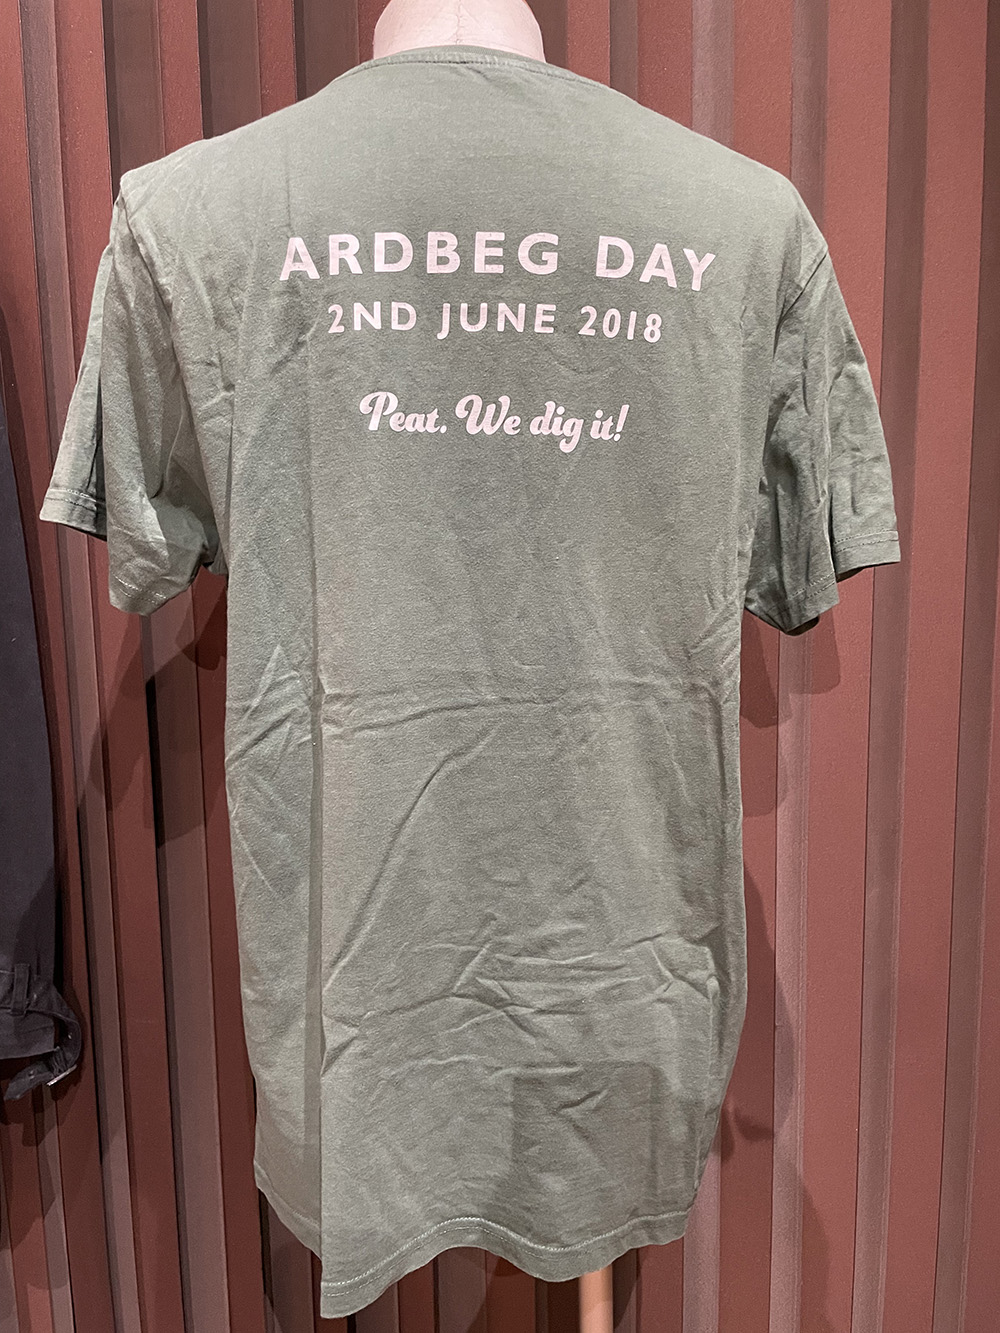 ARDBEG DAY
2ND JUNE 2018
Peat. We dig it!